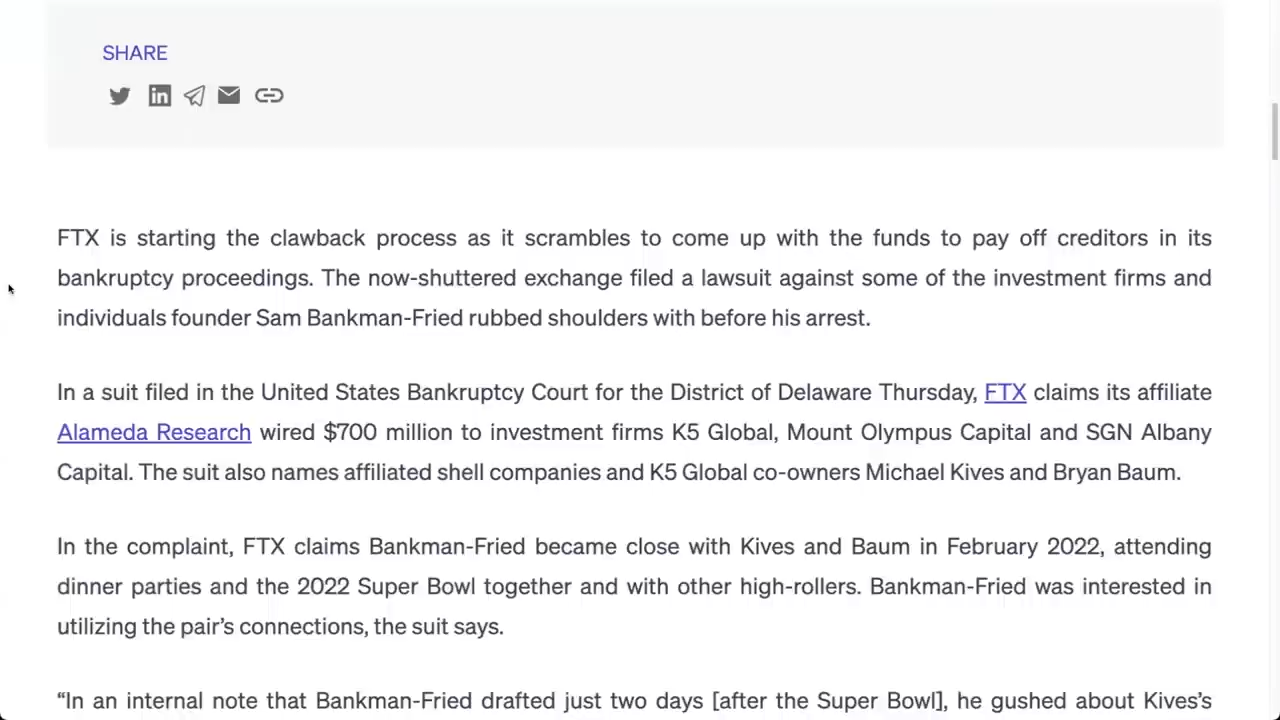 SHARE
FTX is starting the clawback process as it scrambles to come up with the funds to pay off creditors in its
bankruptcy proceedings. The now-shuttered exchange filed a lawsuit against some of the investment firms and
individuals founder Sam Bankman-Fried rubbed shoulders with before his arrest.
In a suit filed in the United States Bankruptcy Court for the District of Delaware Thursday, FTX claims its affiliate
Alameda Research wired $700 million to investment firms K5 Global, Mount Olympus Capital and SGN Albany
Capital. The suit also names affiliated shell companies and K5 Global co-owners Michael Kives and Bryan Baum.
In the complaint, FTX claims Bankman-Fried became close with Kives and Baum in February 2022, attending
dinner parties and the 2022 Super Bowl together and with other high-rollers. Bankman-Fried was interested in
utilizing the pair’s connections, the suit says.
“In an internal note that Bankman-Fried drafted just two days [after the Super Bowl], he gushed about Kives’s